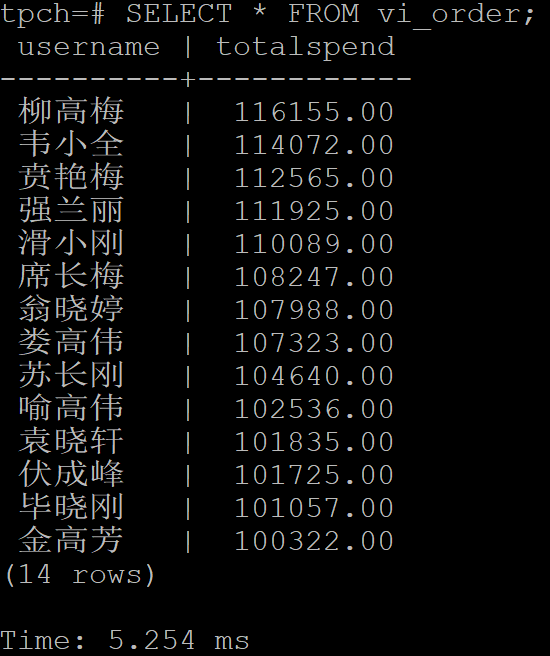 tpch=# SELECT * FROM vi_order;
 username | totalspend
----------+------------
 柳高梅   |  116155.00
 韦小全   |  114072.00
 贲艳梅   |  112565.00
 强兰丽   |  111925.00
 滑小刚   |  110089.00
 席长梅   |  108247.00
 翁晓婷   |  107988.00
 娄高伟   |  107323.00
 苏长刚   |  104640.00
 喻高伟   |  102536.00
 袁晓轩   |  101835.00
 伏成峰   |  101725.00
 毕晓刚   |  101057.00
 金高芳   |  100322.00
(14 rows)
Time: 5.254 ms